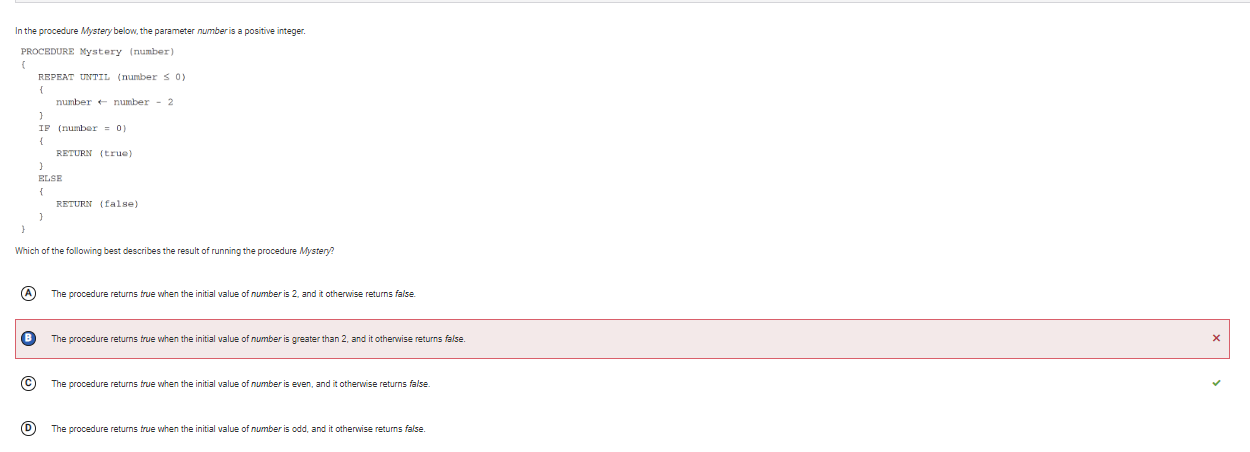 In the procedure Mystery below, the parameter number is a positive integer.
PROCEDURE Mystery (number)
{
REPEAT UNTIL (number ≤ 0)
{
number ← number - 2
}
IF (number = 0)
{
RETURN (true)
}
ELSE
{
RETURN (false)
}
}
Which of the following best describes the result of running the procedure Mystery?
A The procedure returns true when the initial value of number is 2, and it otherwise returns false.
B The procedure returns true when the initial value of number is greater than 2, and it otherwise returns false.
C The procedure returns true when the initial value of number is even, and it otherwise returns false.
D The procedure returns true when the initial value of number is odd, and it otherwise returns false.